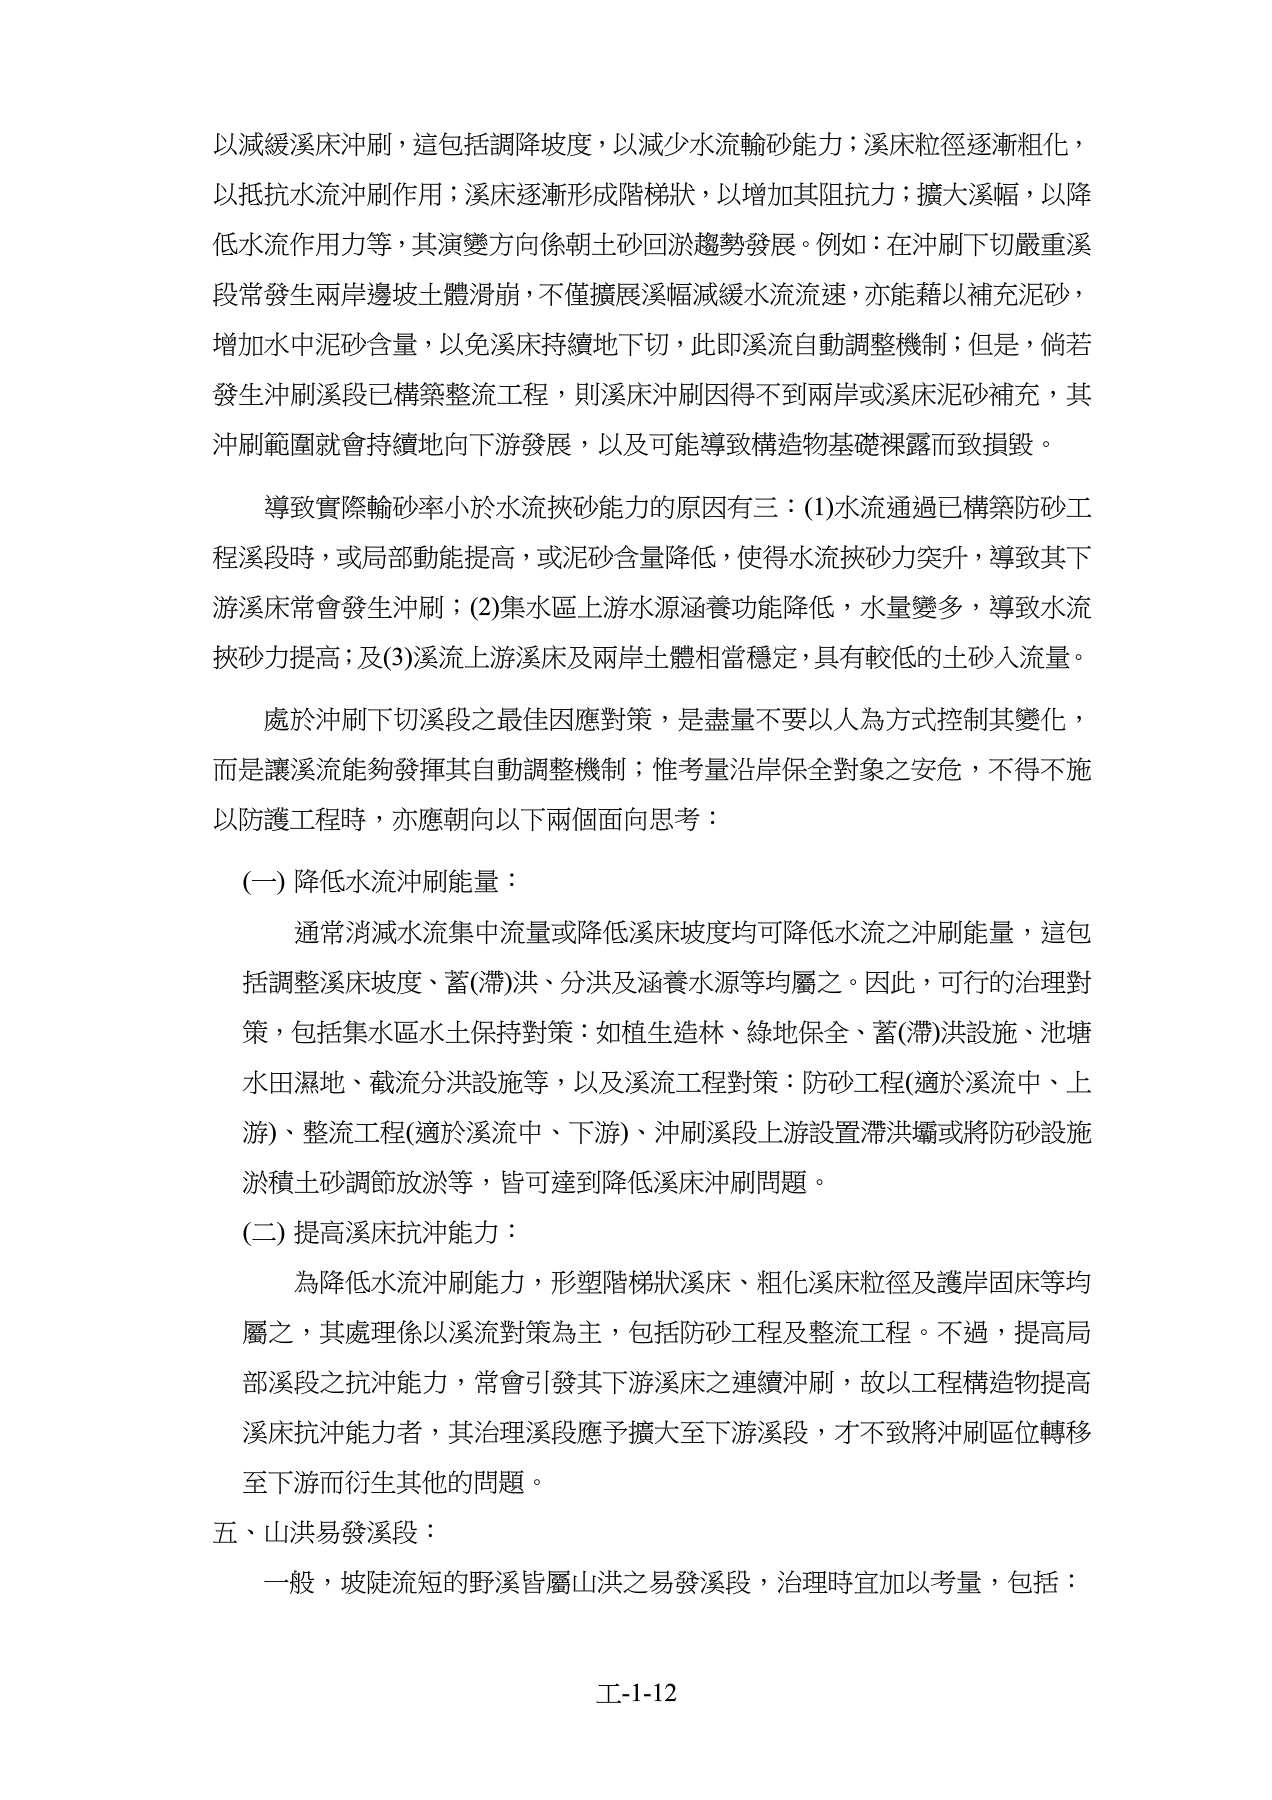 以減緩溪床沖刷，這包括調降坡度，以減少水流輸砂能力；溪床粒徑逐漸粗化，
以抵抗水流沖刷作用；溪床逐漸形成階梯狀，以增加其阻抗力；擴大溪幅，以降
低水流作用力等，其演變方向係朝土砂回淤趨勢發展。例如：在沖刷下切嚴重溪
段常發生兩岸邊坡土體滑崩，不僅擴展溪幅減緩水流流速，亦能藉以補充泥砂，
增加水中泥砂含量，以免溪床持續地下切，此即溪流自動調整機制；但是，倘若
發生沖刷溪段已構築整流工程，則溪床沖刷因得不到兩岸或溪床泥砂補充，其
沖刷範圍就會持續地向下游發展，以及可能導致構造物基礎裸露而致損毀。
導致實際輸砂率小於水流挾砂能力的原因有三：(1)水流通過已構築防砂工
程溪段時，或局部動能提高，或泥砂含量降低，使得水流挾砂力突升，導致其下
游溪床常會發生沖刷；(2)集水區上游水源涵養功能降低，水量變多，導致水流
挾砂力提高；及(3)溪流上游溪床及兩岸土體相當穩定，具有較低的土砂入流量。
處於沖刷下切溪段之最佳因應對策，是盡量不要以人為方式控制其變化，
而是讓溪流能夠發揮其自動調整機制；惟考量沿岸保全對象之安危，不得不施
以防護工程時，亦應朝向以下兩個面向思考：
(一) 降低水流沖刷能量：
通常消減水流集中流量或降低溪床坡度均可降低水流之沖刷能量，這包
括調整溪床坡度、蓄(滯)洪、分洪及涵養水源等均屬之。因此，可行的治理對
策，包括集水區水土保持對策：如植生造林、綠地保全、蓄(滯)洪設施、池塘
水田濕地、截流分洪設施等，以及溪流工程對策：防砂工程(適於溪流中、上
游)、整流工程(適於溪流中、下游)、沖刷溪段上游設置滯洪壩或將防砂設施
淤積土砂調節放淤等，皆可達到降低溪床沖刷問題。
(二) 提高溪床抗沖能力：
為降低水流沖刷能力，形塑階梯狀溪床、粗化溪床粒徑及護岸固床等均
屬之，其處理係以溪流對策為主，包括防砂工程及整流工程。不過，提高局
部溪段之抗沖能力，常會引發其下游溪床之連續沖刷，故以工程構造物提高
溪床抗沖能力者，其治理溪段應予擴大至下游溪段，才不致將沖刷區位轉移
至下游而衍生其他的問題。
五、山洪易發溪段：
一般，坡陡流短的野溪皆屬山洪之易發溪段，治理時宜加以考量，包括：
工-1-12